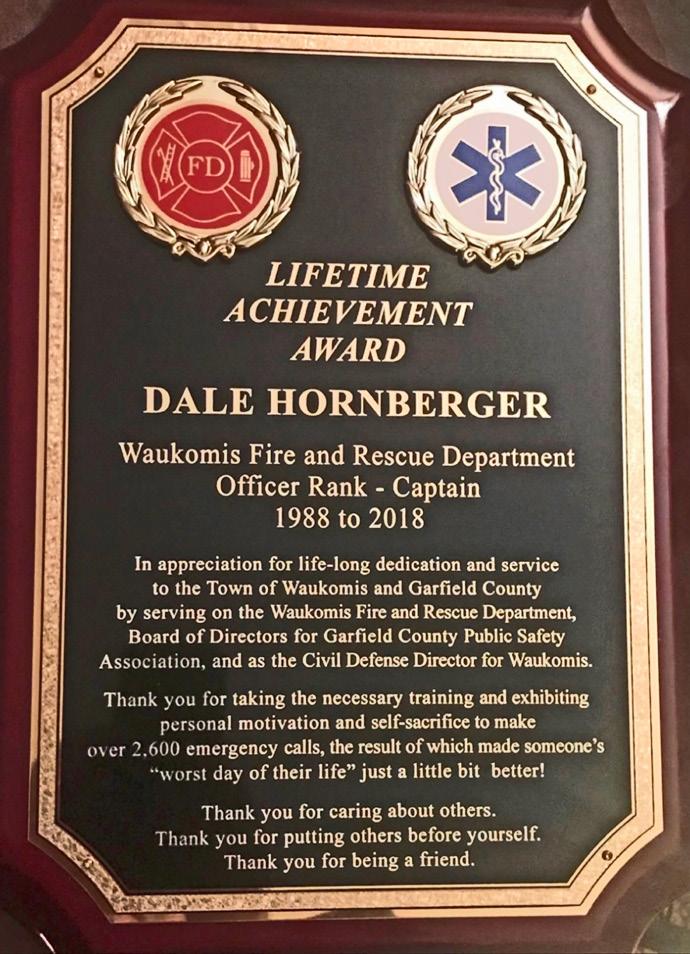 FD
LIFETIME
ACHIEVEMENT
AWARD
DALE HORNBERGER
Waukomis Fire and Rescue Department
Officer Rank - Captain
1988 to 2018
In appreciation for life-long dedication and service
to the Town of Waukomis and Garfield County
by serving on the Waukomis Fire and Rescue Department,
Board of Directors for Garfield County Public Safety
Association, and as the Civil Defense Director for Waukomis.
Thank you for taking the necessary training and exhibiting
personal motivation and self-sacrifice to make
over 2,600 emergency calls, the result of which made someone's
"worst day of their life" just a little bit better!
Thank you for caring about others.
Thank you for putting others before yourself.
Thank you for being a friend.